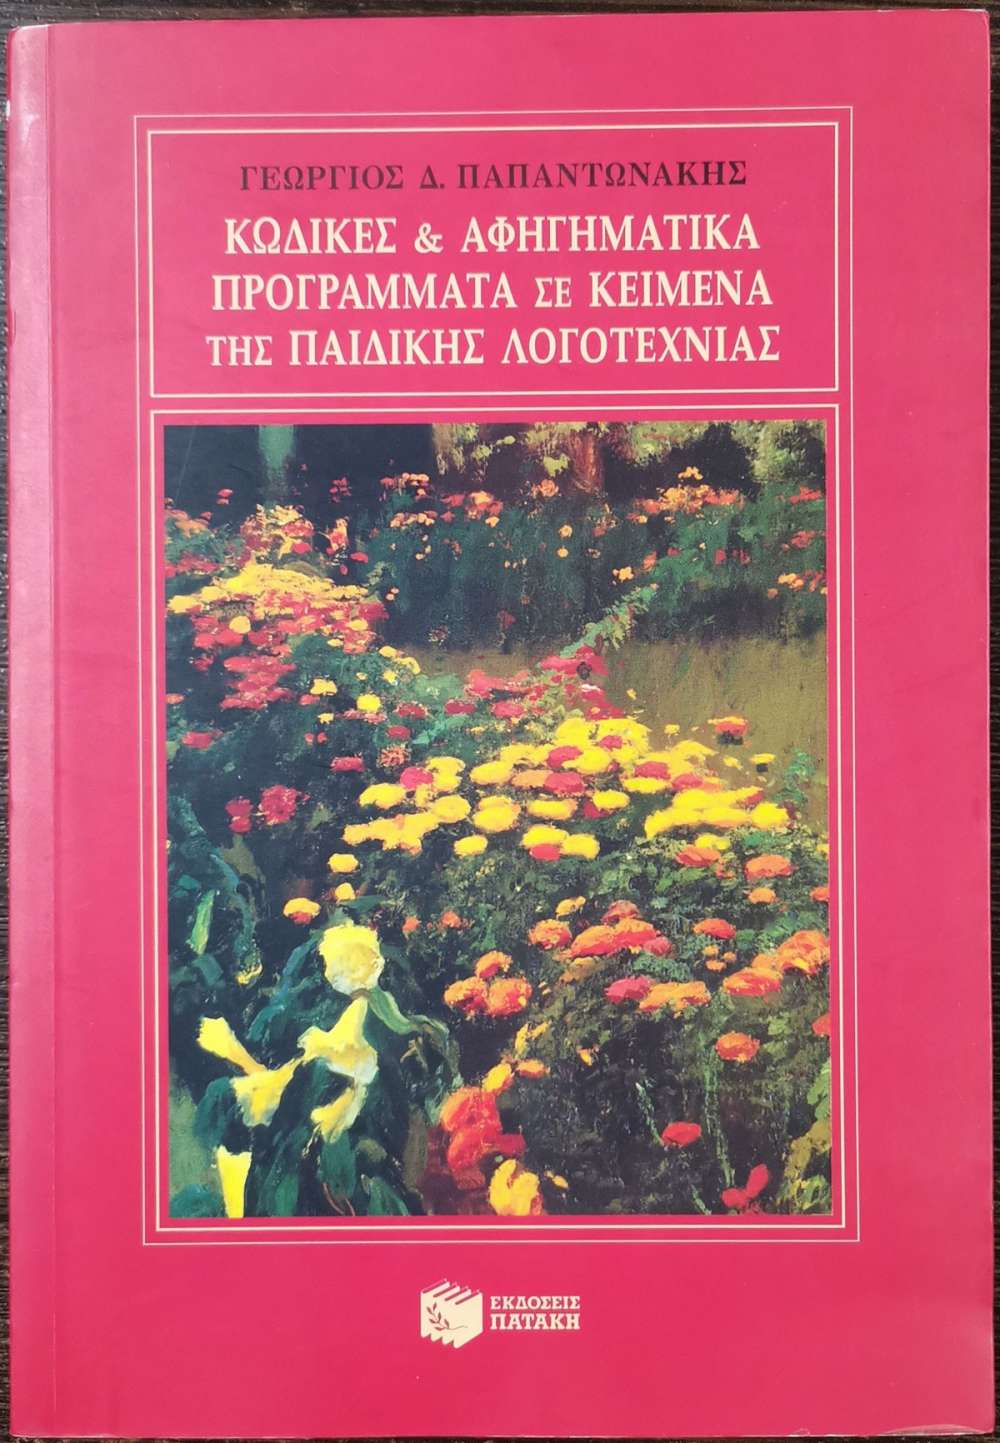 ΓΕΩΡΓΙΟΣ Δ. ΠΑΠΑΝΤΩΝΑΚΗΣ
ΚΩΔΙΚΕΣ & ΑΦΗΓΗΜΑΤΙΚΑ
ΠΡΟΓΡΑΜΜΑΤΑ ΣΕ ΚΕΙΜΕΝΑ
ΤΗΣ ΠΑΙΔΙΚΗΣ ΛΟΓΟΤΕΧΝΙΑΣ
ΕΚΔΟΣΕΙΣ
ΠΑΤΑΚΗ